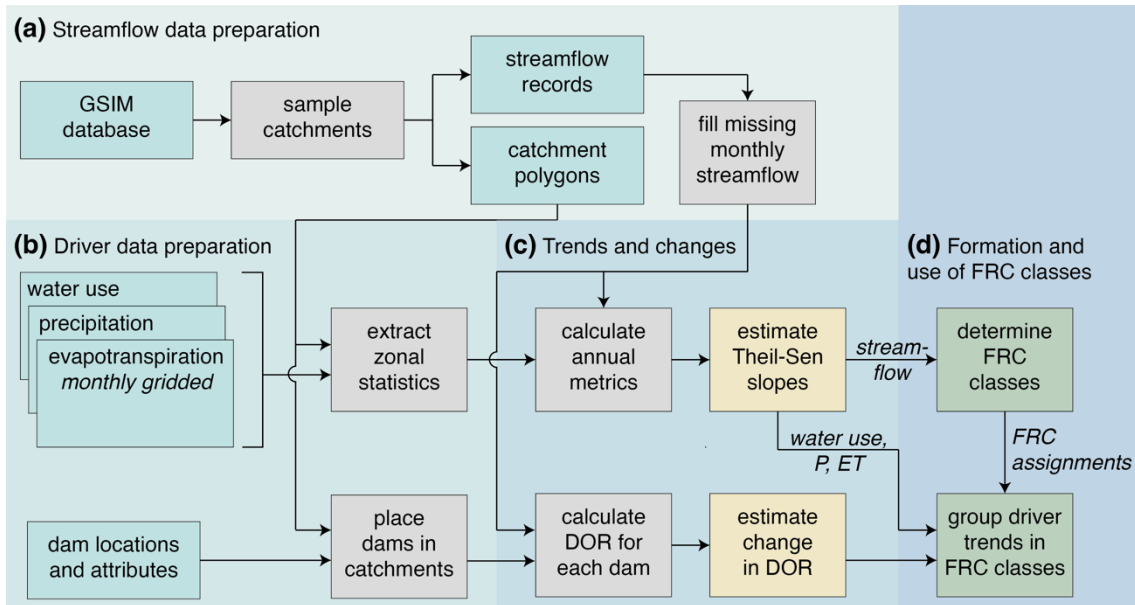 (a) Streamflow data preparation
GSIM
database
sample
catchments
streamflow
records
catchment
polygons
fill missing
monthly
streamflow
(b) Driver data preparation
water use
precipitation
evapotranspiration
monthly gridded
extract
zonal
statistics
dam locations
and attributes
place
dams in
catchments
(c) Trends and changes
calculate
annual
metrics
estimate
Theil-Sen
slopes
stream-
flow
water use,
P, ET
calculate
DOR for
each dam
estimate
change
in DOR
(d) Formation and
use of FRC classes
determine
FRC
classes
FRC
assignments
group driver
trends in
FRC classes